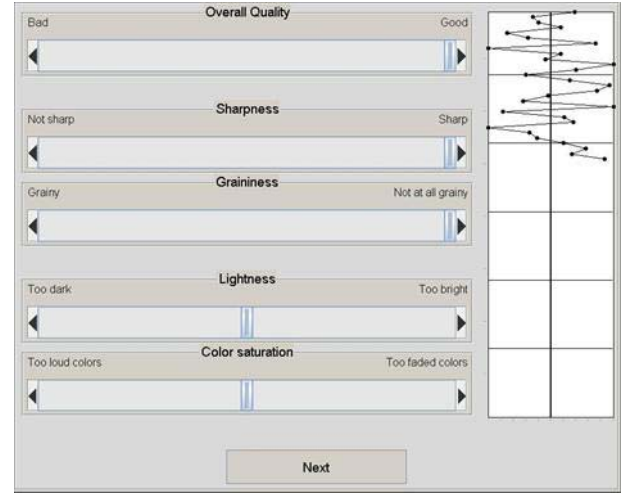 Overall Quality
Bad Good
Sharpness
Not sharp Sharp
Graininess
Grainy Not at all grainy
Lightness
Too dark Too bright
Color saturation
Too loud colors Too faded colors
Next